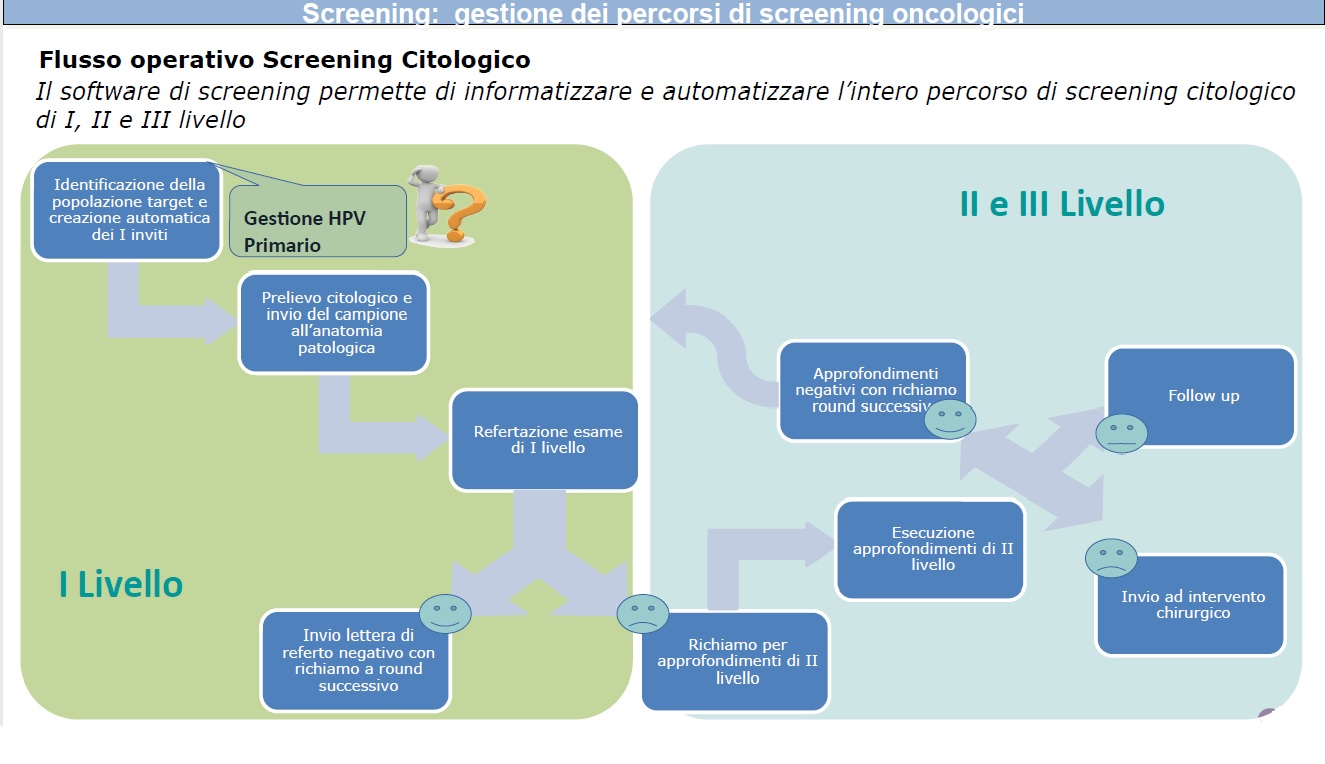 Screening:  gestione dei percorsi di screening oncologici
Flusso operativo Screening Citologico
Il software di screening permette di informatizzare e automatizzare l’intero percorso di screening citologico
di I, II e III livello
Identificazione della
popolazione target e
creazione automatica
dei I inviti
Gestione HPV
Primario
Prelievo citologico e
invio del campione
all’anatomia
patologica
Refertazione esame
di I livello
I Livello
Invio lettera di
referto negativo con
richiamo a round
successivo
II e III Livello
Approfondimenti
negativi con richiamo
round successivo
Follow up
Esecuzione
approfondimenti di II
livello
Invio ad intervento
chirurgico
Richiamo per
approfondimenti di II
livello